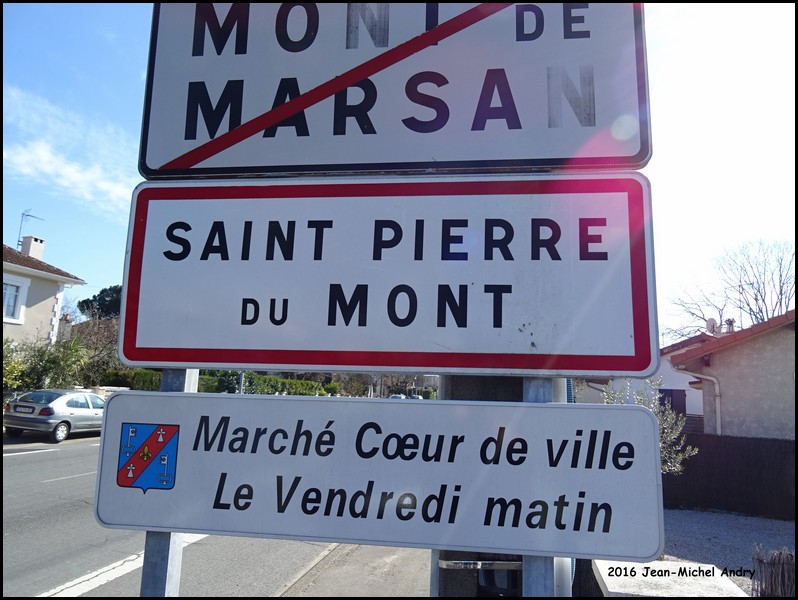 MONT DE
MARSAN
SAINT PIERRE
DU MONT
Marché Cœur de ville
Le Vendredi matin
2016 Jean-Michel Andry